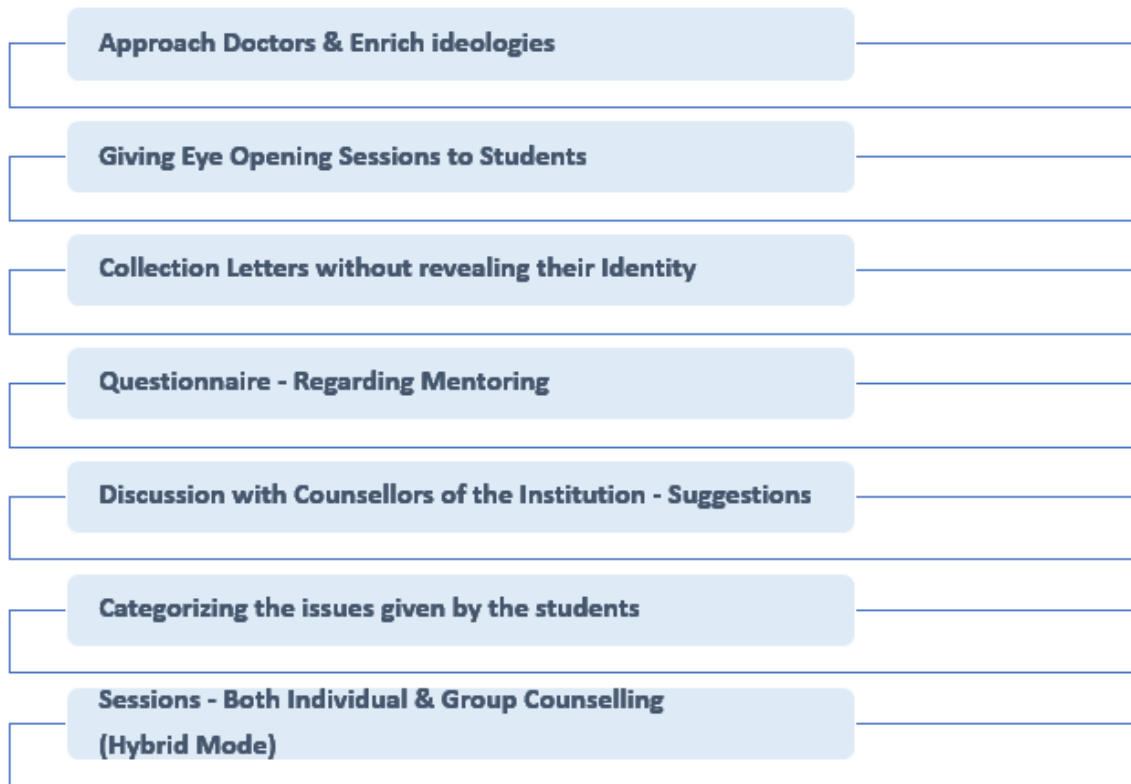 Approach Doctors & Enrich ideologies
Giving Eye Opening Sessions to Students
Collection Letters without revealing their Identity
Questionnaire - Regarding Mentoring
Discussion with Counsellors of the Institution - Suggestions
Categorizing the issues given by the students
Sessions - Both Individual & Group Counselling
(Hybrid Mode)